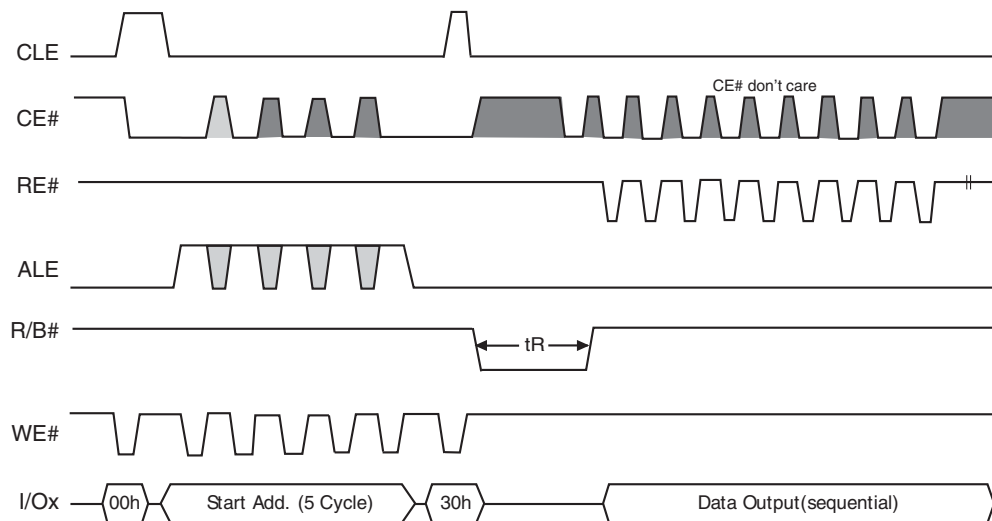 CLE
CE# don't care
CE#
RE#
ALE
R/B#
tR
WE#
I/Ox 00h Start Add. (5 Cycle) 30h Data Output(sequential)